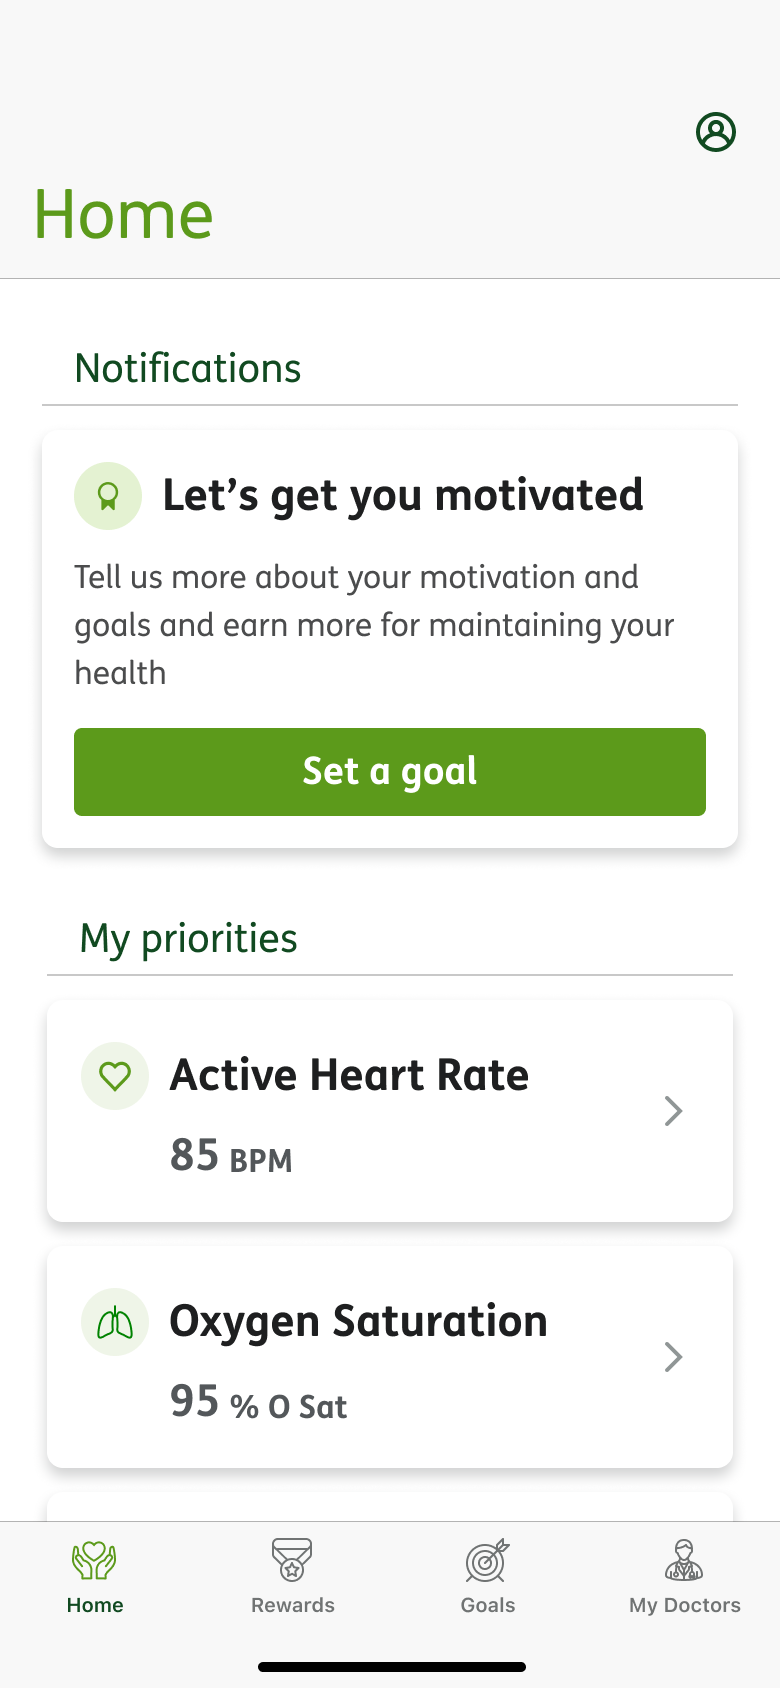 Home
Notifications
Let’s get you motivated
Tell us more about your motivation and
goals and earn more for maintaining your
health
Set a goal
My priorities
Active Heart Rate
85 BPM
Oxygen Saturation
95 % O Sat
Home
Rewards
Goals
My Doctors